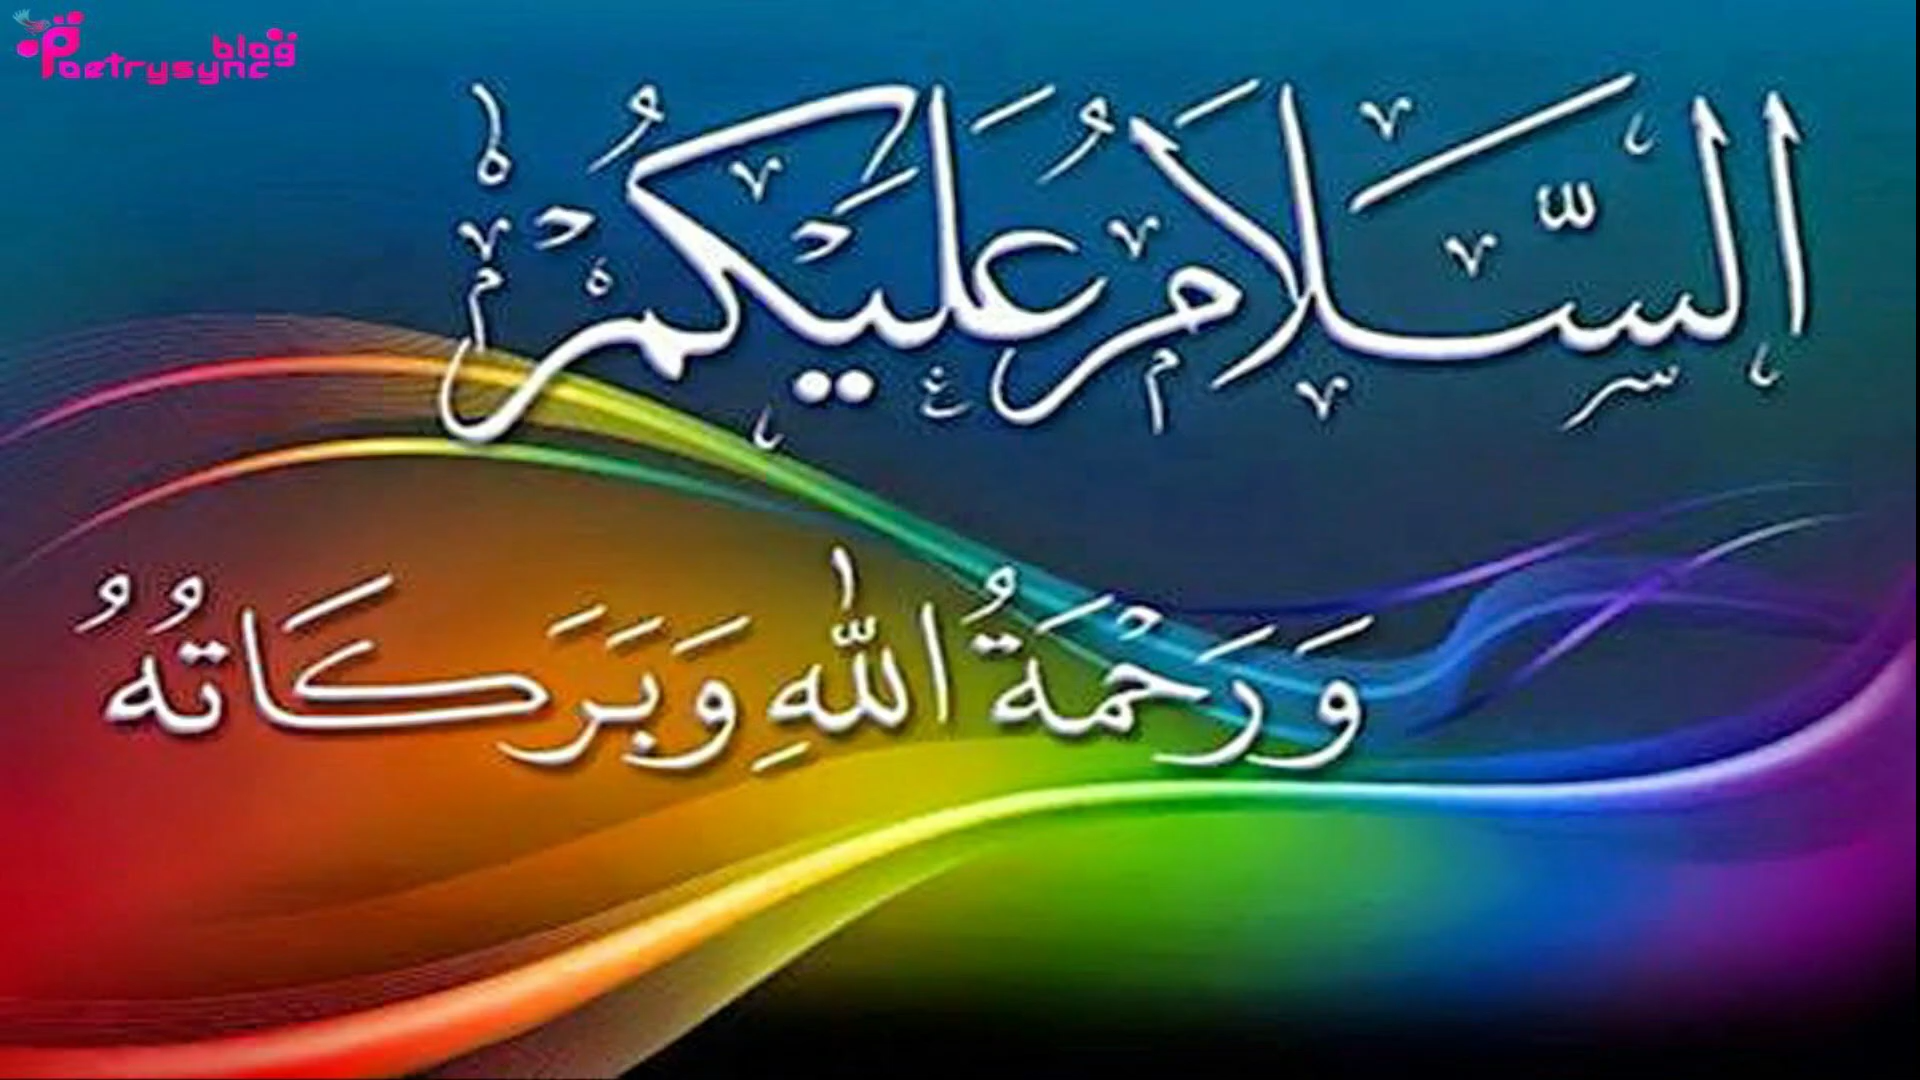 Poetrysync blog
السَّلَامُ عَلَيْكُمْ
وَرَحْمَةُ اللهِ وَبَرَكَاتُهُ